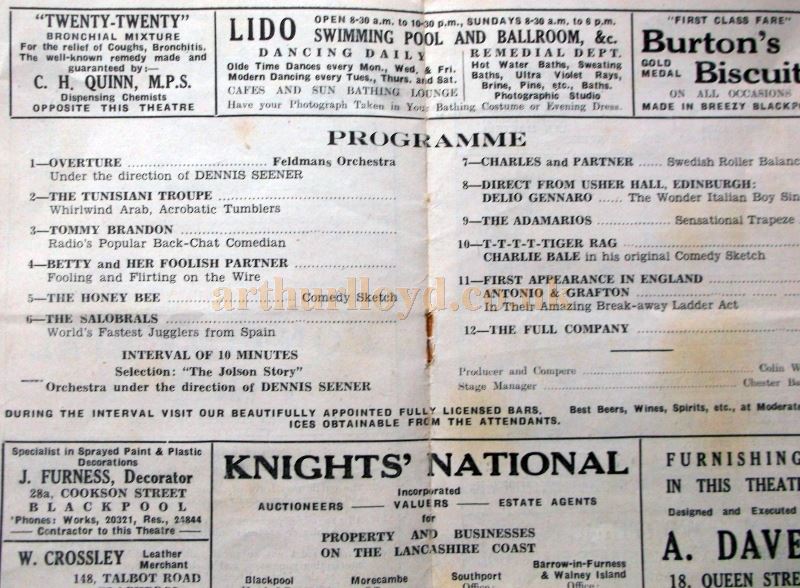 "TWENTY-TWENTY"
BRONCHIAL MIXTURE
For the relief of Coughs, Bronchitis.
The well-known remedy made and
guaranteed by:—
C. H. QUINN, M.P.S.
Dispensing Chemists
OPPOSITE THIS THEATRE
LIDO
OPEN 8-30 a.m. to 10-30 p.m., SUNDAYS 8-30 a.m. to 6 p.m.
SWIMMING POOL AND BALLROOM, &c.
DANCING DAILY
Olde Time Dances every Mon., Wed, & Fri.
Modern Dancing every Tues., Thurs. and Sat.
CAFES AND SUN BATHING LOUNGE
REMEDIAL DEPT.
Hot Water Baths, Sweating
Baths, Ultra Violet Rays,
Brine, Pine, etc., Baths.
Photographic Studio
Have your Photograph Taken in You: Bathing Costume or Evening Dress.
"FIRST CLASS FARE"
Burton's
GOLD
MEDAL
Biscuit
ON ALL OCCASIONS
MADE IN BREEZY BLACKPO
PROGRAMME
1—OVERTURE ........ Feldmans Orchestra
Under the direction of DENNIS SEENER
2—THE TUNISIANI TROUPE ........
Whirlwind Arab, Acrobatic Tumblers
3—TOMMY BRANDON ........
Radio's Popular Back-Chat Comedian
4—BETTY and HER FOOLISH PARTNER ........
Fooling and Flirting on the Wire
5—THE HONEY BEE ........ Comedy Sketch
6—THE SALOBRALS ........
World's Fastest Jugglers from Spain
INTERVAL OF 10 MINUTES
Selection: "The Jolson Story"
Orchestra under the direction of DENNIS SEENER
7—CHARLES and PARTNER ..... Swedish Roller Balanc
8—DIRECT FROM USHER HALL, EDINBURGH:
DELIO GENNARO ...... The Wonder Italian Boy Sin
9—THE ADAMARIOS ........ Sensational Trapeze
10—T-T-T-T-TIGER RAG ........
CHARLIE BALE in his original Comedy Sketch
11—FIRST APPEARANCE IN ENGLAND ........
ANTONIO & GRAFTON ........
In Their Amazing Break-away Ladder Act
12—THE FULL COMPANY ........
Producer and Compere ........ Colin W
Stage Manager ........ Chester Ba
arthurlloyd.co
DURING THE INTERVAL VISIT OUR BEAUTIFULLY APPOINTED FULLY LICENSED BARS. Best Beers, Wines, Spirits, etc., at Moderat
ICES OBTAINABLE FROM THE ATTENDANTS.
Specialist in Sprayed Paint & Plastic
Decorations
J. FURNESS, Decorator
28a, COOKSON STREET
BLACKPOOL
'Phones: Works, 20321, Res., 24844
Contractor to this Theatre
W. CROSSLEY Leather
Merchant
148, TALBOT ROAD
KNIGHTS' NATIONAL
Incorporated
AUCTIONEERS — VALUERS — ESTATE AGENTS
for
PROPERTY AND BUSINESSES
ON THE LANCASHIRE COAST
Blackpool Morecambe Southport Barrow-in-Furness
& Walney Island
Office: Office:
FURNISHING
IN THIS THEAT
Designed and Executed
A. DAVE
18. QUEEN STRE